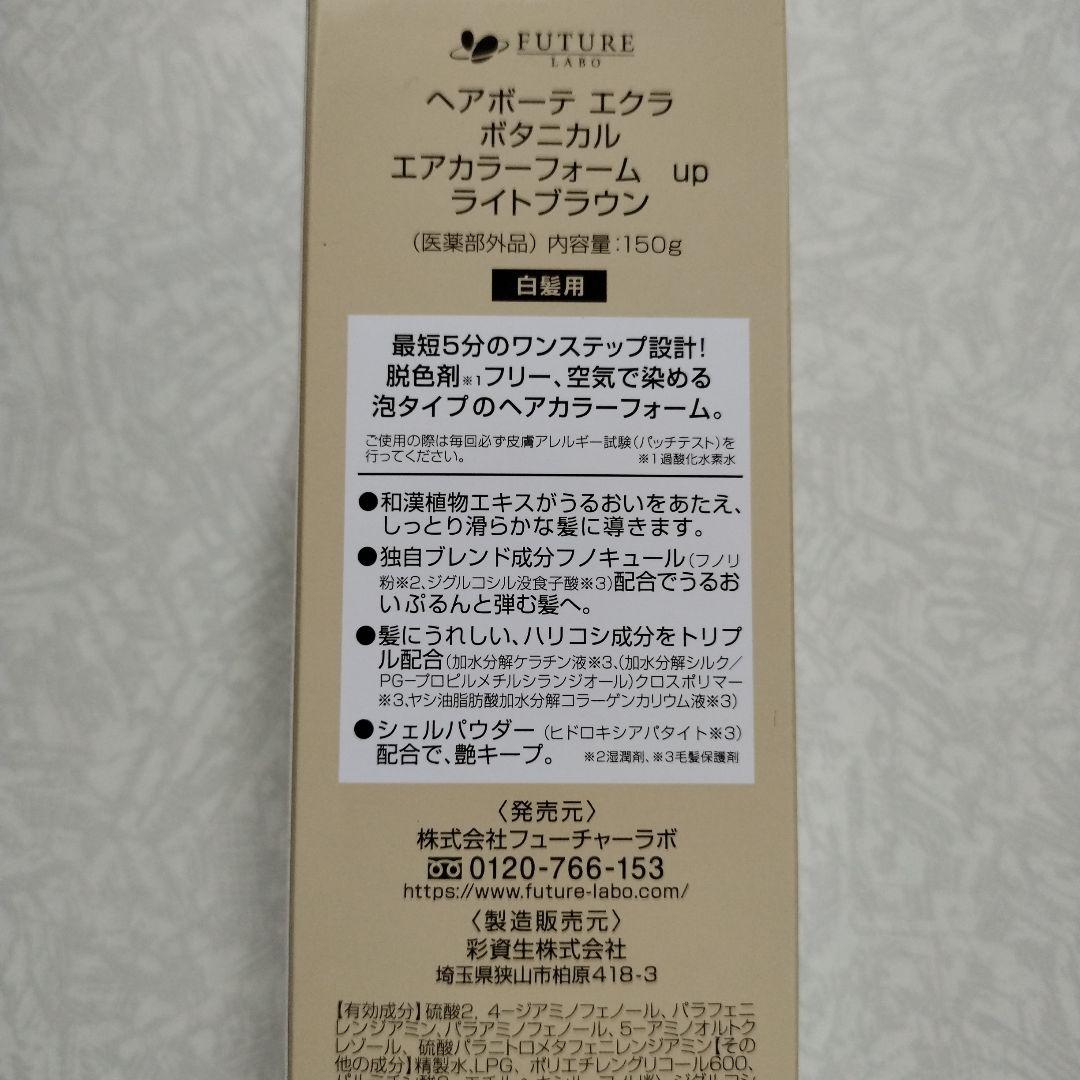 FUTURE
LABO
ヘアボーテ エクラ
ボタニカル
エアカラーフォーム up
ライトブラウン
(医薬部外品) 内容量:150g
白髪用
最短5分のワンステップ設計!
脱色剤※1フリー、空気で染める
泡タイプのヘアカラーフォーム。
ご使用の際は毎回必ず皮膚アレルギー試験(パッチテスト)を
行ってください。 ※1過酸化水素水
●和漢植物エキスがうるおいをあたえ、
しっとり滑らかな髪に導きます。
●独自ブレンド成分フノキュール(フノリ
粉※2、ジグルコシル没食子酸※3)配合でうるお
いぷるんと弾む髪へ。
●髪にうれしい、ハリコシ成分をトリプ
ル配合(加水分解ケラチン液※3、(加水分解シルク/
PG-プロピルメチルシランジオール)クロスポリマー
※3、ヤシ油脂肪酸加水分解コラーゲンカリウム液※3)
●シェルパウダー(ヒドロキシアパタイト※3)
配合で、艶キープ。 ※2湿潤剤、※3毛髪保護剤
〈発売元〉
株式会社フューチャーラボ
0120-766-153
https://www.future-labo.com/
〈製造販売元〉
彩資生株式会社
埼玉県狭山市柏原418-3
【有効成分】硫酸2, 4-ジアミノフェノール、パラフェニ
レンジアミン、パラアミノフェノール、5-アミノオルトク
レゾール、硫酸パラニトロメタフェニレンジアミン【その
他の成分】精製水、LPG、ポリエチレングリコール600、